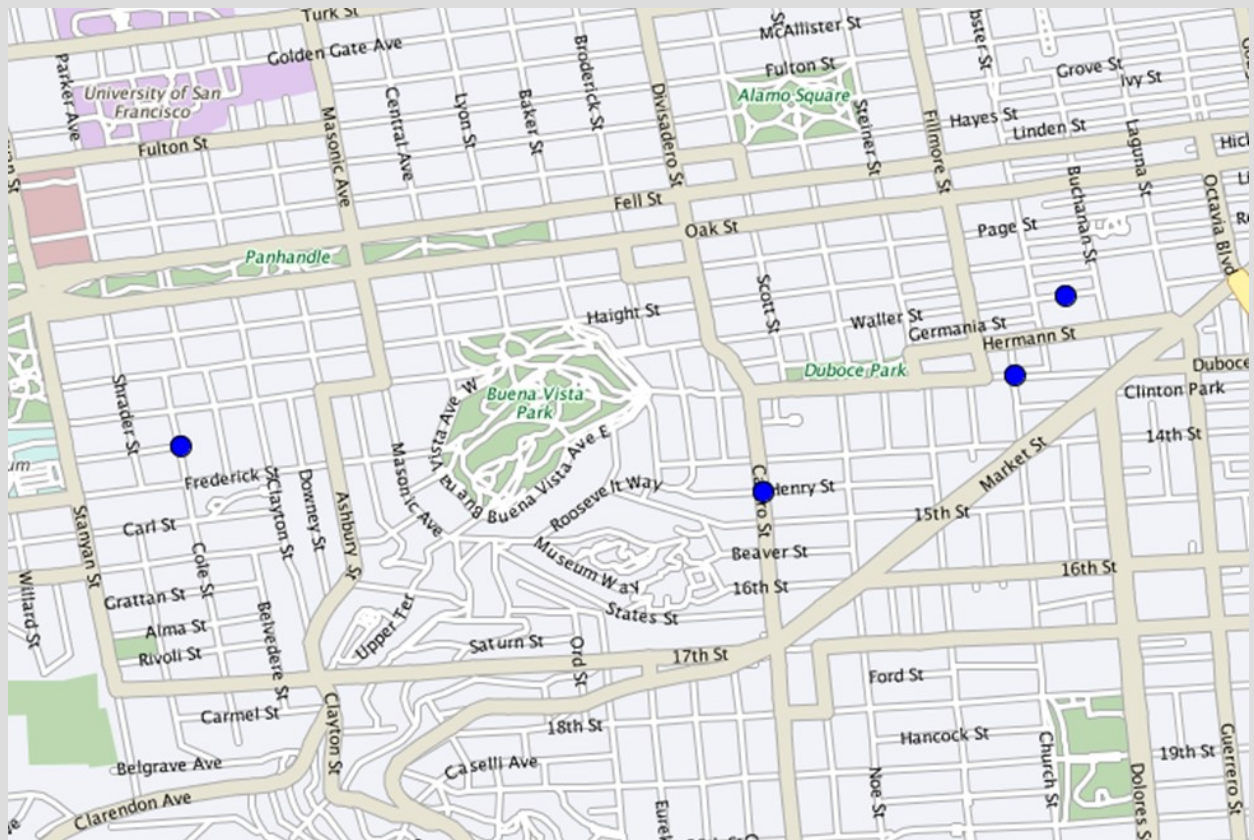 Turk St
Golden Gate Ave
McAllister St
Parker Ave
University of San
Francisco
Broderick St
Fulton St
Grove St
Ivy St
Alamo Square
Central Ave
Lyon St
Baker St
Divisadero St
Steiner St
Fillmore St
Hayes St
Linden St
Laguna St
Masonic Ave
Fulton St
Buchanan St
Octavia Blvd
Fell St
Oak St
Page St
Panhandle
Scott St
Haight St
Waller St
Germania St
Hermann St
Duboce Park
Duboce
Clinton Park
Shrader St
Buena Vista
Park
14th St
Masonic Ave
Buena Vista Ave W
Buena Vista Ave E
Frederick St
Clayton St
Downey St
Ashbury St
Roosevelt Way
Henry St
Market St
Stanyan St
Carl St
15th St
Cole St
Museum Way
Beaver St
16th St
16th St
Willard St
Grattan St
Belvedere St
Upper Ter
States St
Alma St
Rivoli St
Saturn St
Ord St
17th St
Ford St
Carmel St
Clayton St
18th St
Hancock St
Church St
19th St
Guerrero St
Belgrave Ave
Caselli Ave
Noe St
Dolores St
Clarendon Ave